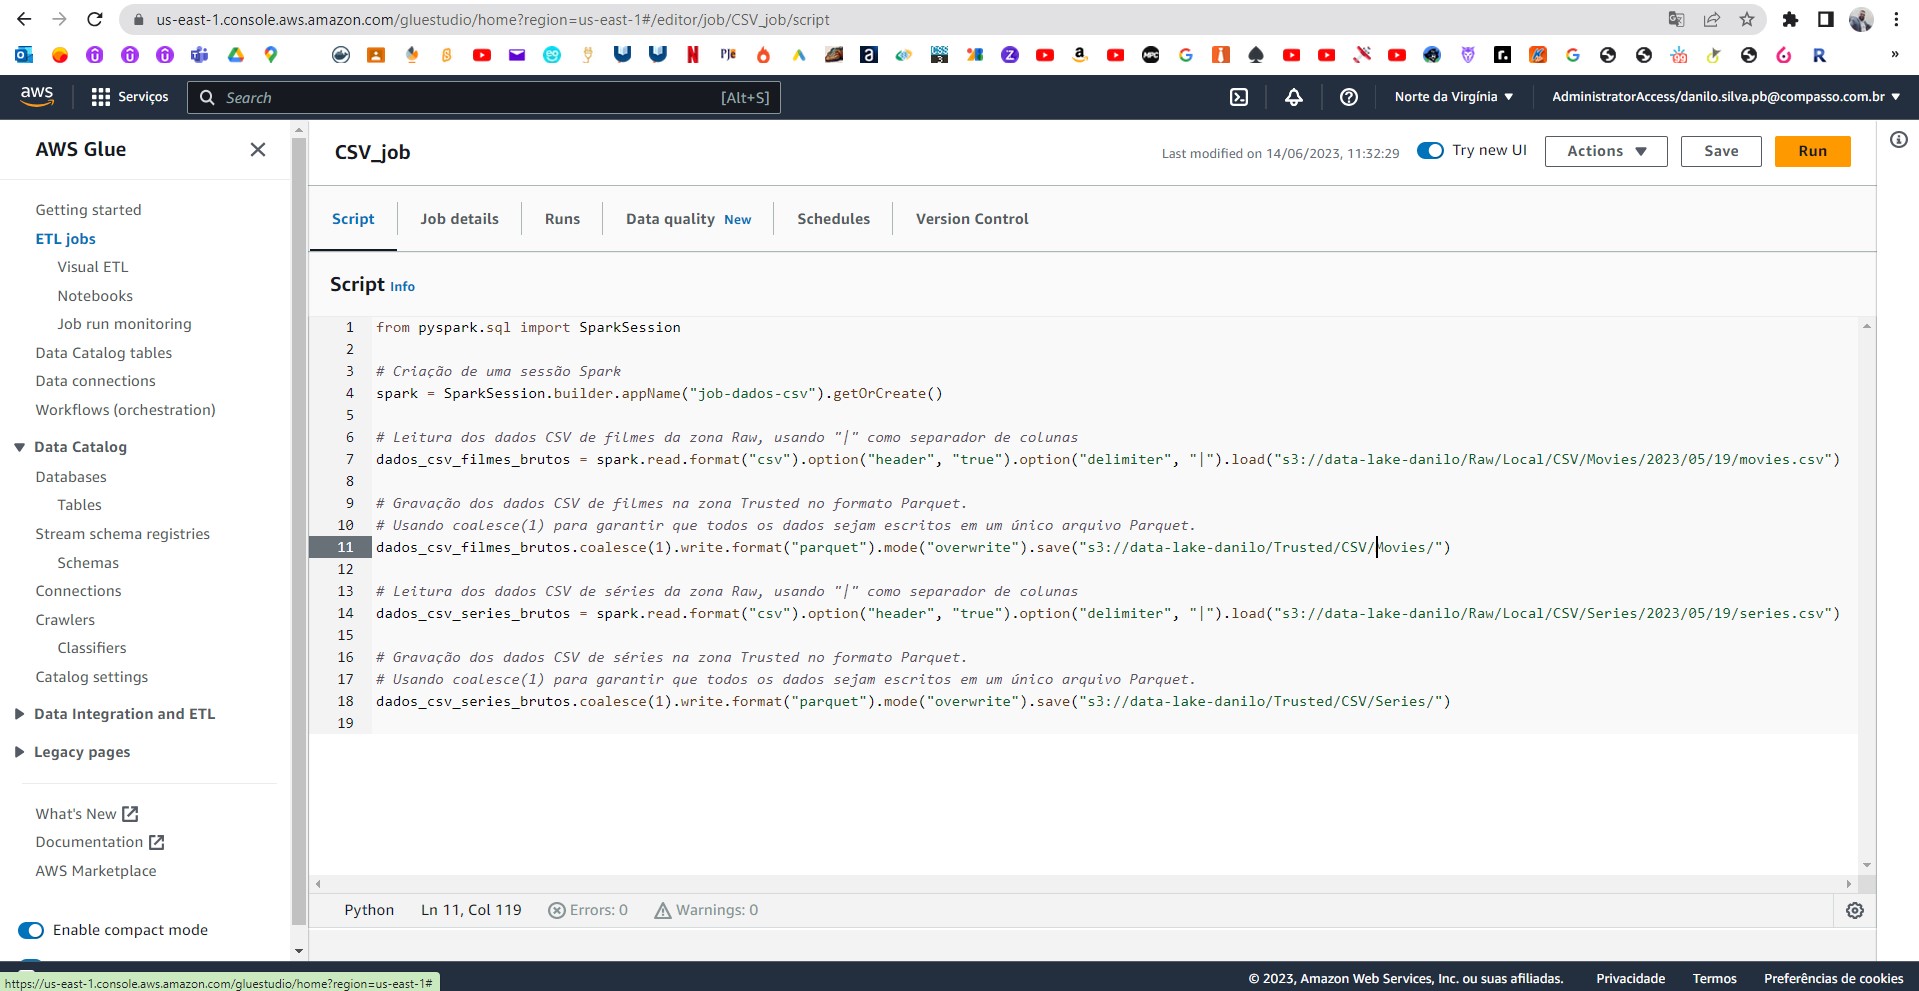 us-east-1.console.aws.amazon.com/gluestudio/home?region=us-east-1#/editor/job/CSV_job/script
aws
Serviços
Search
[Alt+S]
Norte da Virgínia ▼
AdministratorAccess/danilo.silva.pb@compasso.com.br ▼
AWS Glue
Getting started
ETL jobs
Visual ETL
Notebooks
Job run monitoring
Data Catalog tables
Data connections
Workflows (orchestration)
Data Catalog
Databases
Tables
Stream schema registries
Schemas
Connections
Crawlers
Classifiers
Catalog settings
Data Integration and ETL
Legacy pages
What's New
Documentation
AWS Marketplace
Enable compact mode
CSV_job
Last modified on 14/06/2023, 11:32:29
Try new UI
Actions ▼
Save
Run
Script
Job details
Runs
Data quality New
Schedules
Version Control
Script Info
1 from pyspark.sql import SparkSession
2
3 # Criação de uma sessão Spark
4 spark = SparkSession.builder.appName("job-dados-csv").getOrCreate()
5
6 # Leitura dos dados CSV de filmes da zona Raw, usando "|" como separador de colunas
7 dados_csv_filmes_brutos = spark.read.format("csv").option("header", "true").option("delimiter", "|").load("s3://data-lake-danilo/Raw/Local/CSV/Movies/2023/05/19/movies.csv")
8
9 # Gravação dos dados CSV de filmes na zona Trusted no formato Parquet.
10 # Usando coalesce(1) para garantir que todos os dados sejam escritos em um único arquivo Parquet.
11 dados_csv_filmes_brutos.coalesce(1).write.format("parquet").mode("overwrite").save("s3://data-lake-danilo/Trusted/CSV/Movies/")
12
13 # Leitura dos dados CSV de séries da zona Raw, usando "|" como separador de colunas
14 dados_csv_series_brutos = spark.read.format("csv").option("header", "true").option("delimiter", "|").load("s3://data-lake-danilo/Raw/Local/CSV/Series/2023/05/19/series.csv")
15
16 # Gravação dos dados CSV de séries na zona Trusted no formato Parquet.
17 # Usando coalesce(1) para garantir que todos os dados sejam escritos em um único arquivo Parquet.
18 dados_csv_series_brutos.coalesce(1).write.format("parquet").mode("overwrite").save("s3://data-lake-danilo/Trusted/CSV/Series/")
19
Python
Ln 11, Col 119
Errors: 0
Warnings: 0
https://us-east-1.console.aws.amazon.com/gluestudio/home?region=us-east-1#
© 2023, Amazon Web Services, Inc. ou suas afiliadas.
Privacidade
Termos
Preferências de cookies